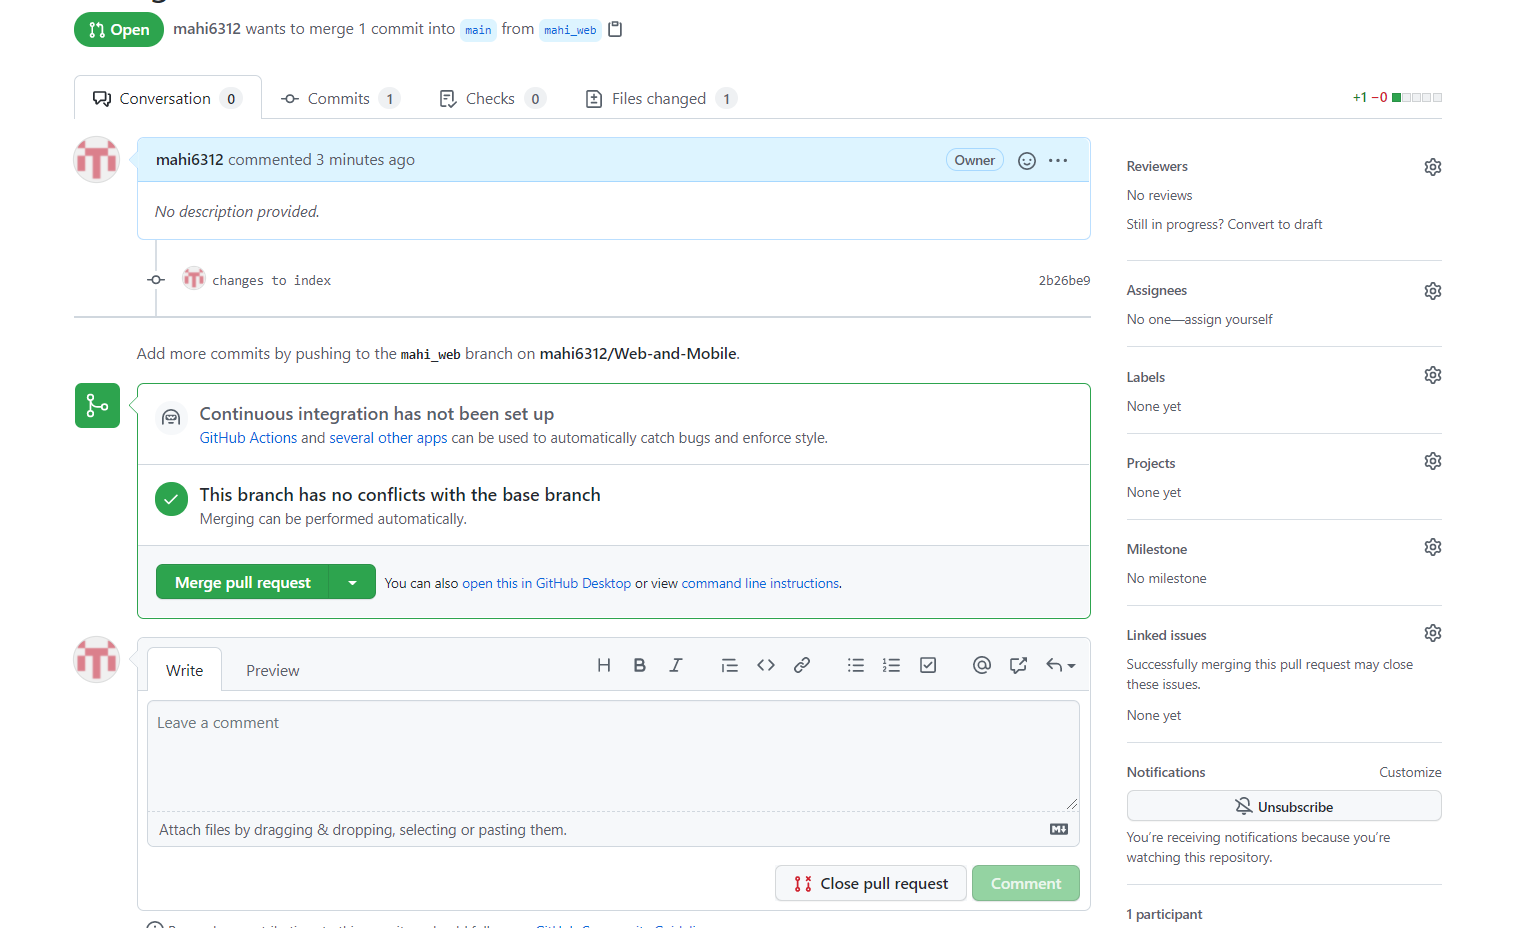 Open mahi6312 wants to merge 1 commit into main from mahi_web
Conversation 0 Commits 1 Checks 0 Files changed 1 +1 −0
mahi6312 commented 3 minutes ago Owner
No description provided.
changes to index 2b26be9
Add more commits by pushing to the mahi_web branch on mahi6312/Web-and-Mobile.
Continuous integration has not been set up
GitHub Actions and several other apps can be used to automatically catch bugs and enforce style.
This branch has no conflicts with the base branch
Merging can be performed automatically.
Merge pull request You can also open this in GitHub Desktop or view command line instructions.
Write Preview
Leave a comment
Attach files by dragging & dropping, selecting or pasting them.
Close pull request Comment
Reviewers
No reviews
Still in progress? Convert to draft
Assignees
No one—assign yourself
Labels
None yet
Projects
None yet
Milestone
No milestone
Linked issues
Successfully merging this pull request may close
these issues.
None yet
Notifications Customize
Unsubscribe
You're receiving notifications because you're
watching this repository.
1 participant